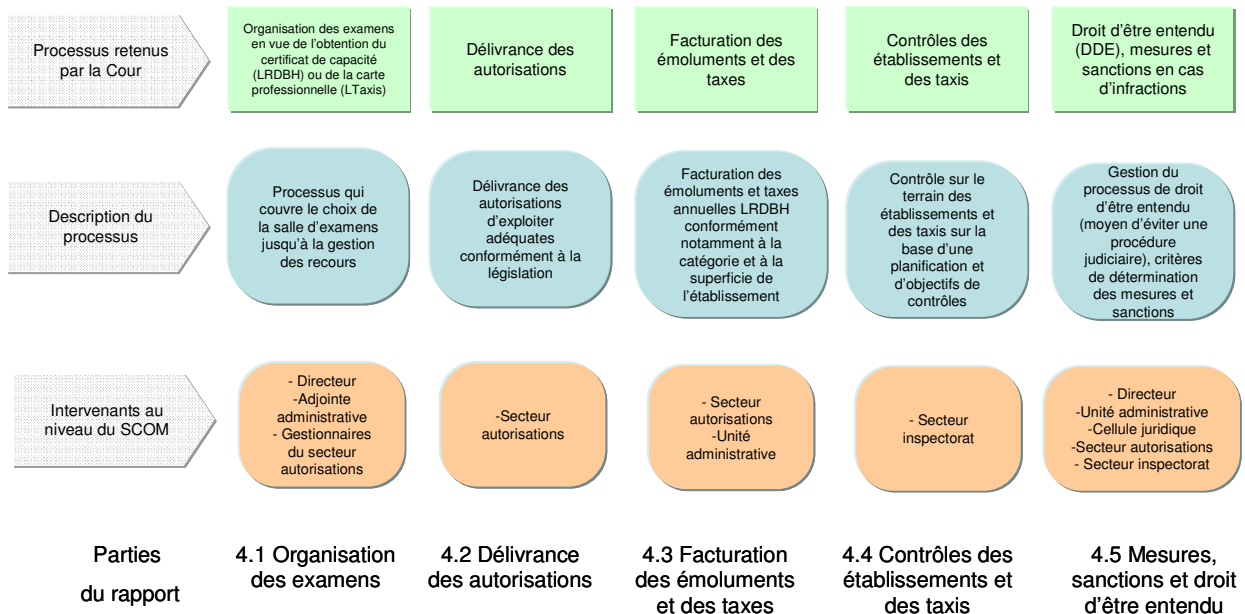 Processus retenus
par la Cour
Organisation des examens
en vue de l'obtention du
certificat de capacité
(LRDBH) ou de la carte
professionnelle (LTaxis)
Délivrance des
autorisations
Facturation des
émoluments et des
taxes
Contrôles des
établissements et
des taxis
Droit d'être entendu
(DDE), mesures et
sanctions en cas
d'infractions
Description du
processus
Processus qui
couvre le choix de
la salle d'examens
jusqu'à la gestion
des recours
Délivrance des
autorisations
d'exploiter
adéquates
conformément à la
législation
Facturation des
émoluments et taxes
annuelles LRDBH
conformément
notamment à la
catégorie et à la
superficie de
l'établissement
Contrôle sur le
terrain des
établissements et
des taxis sur la
base d'une
planification et
d'objectifs de
contrôles
Gestion du
processus de droit
d'être entendu
(moyen d'éviter une
procédure
judiciaire), critères
de détermination
des mesures et
sanctions
Intervenants au
niveau du SCOM
- Directeur
-Adjointe
administrative
- Gestionnaires
du secteur
autorisations
-Secteur
autorisations
- Secteur
autorisations
-Unité
administrative
- Secteur
inspectorat
- Directeur
-Unité administrative
-Cellule juridique
-Secteur autorisations
- Secteur inspectorat
Parties
du rapport
4.1 Organisation
des examens
4.2 Délivrance
des autorisations
4.3 Facturation
des émoluments
et des taxes
4.4 Contrôles des
établissements et
des taxis
4.5 Mesures,
sanctions et droit
d'être entendu